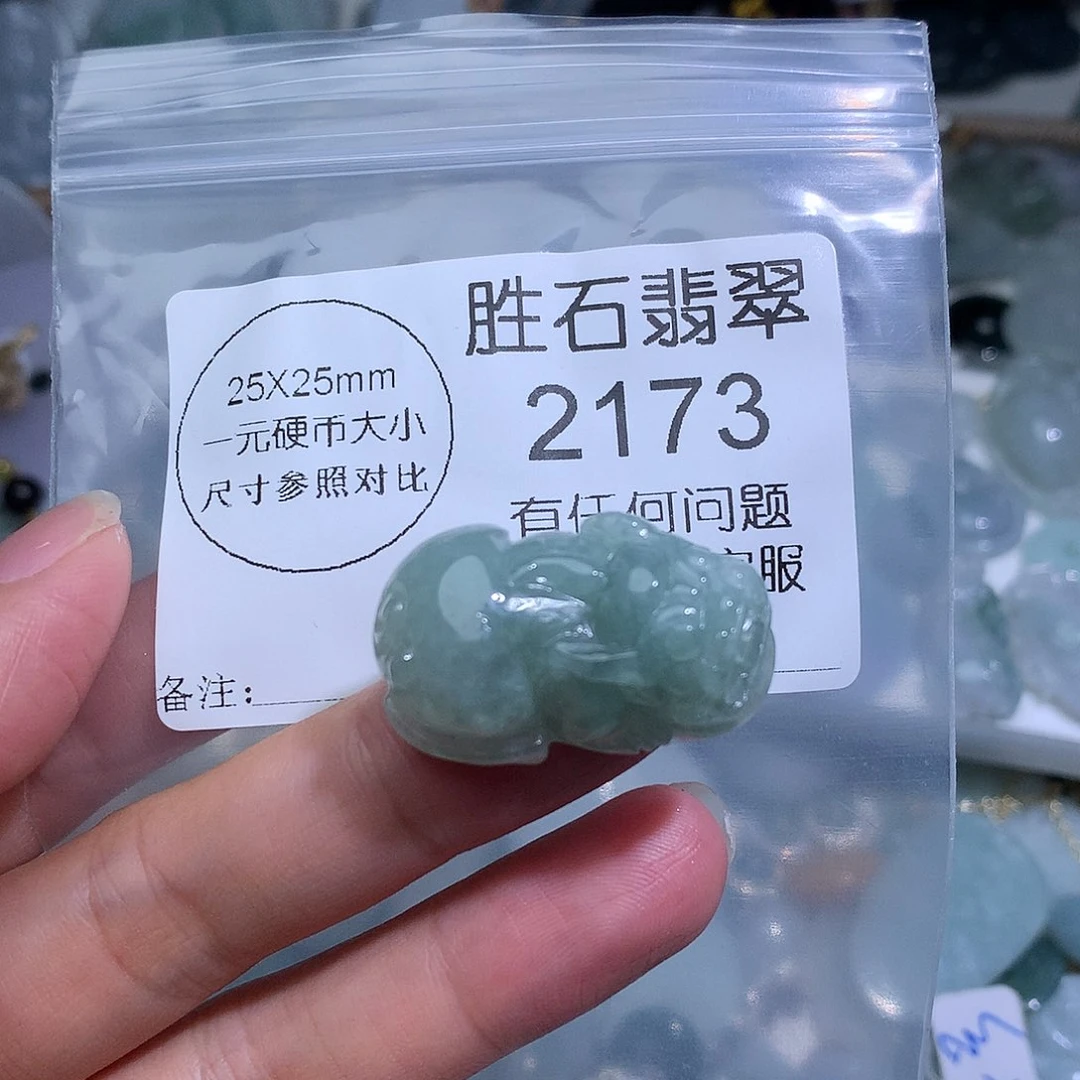 胜石翡翠
2173
25X25mm
一元硬币大小
尺寸参照对比
有任何问题
服
备注: